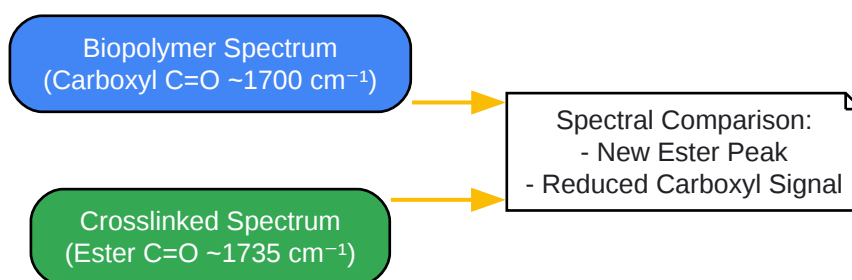 Biopolymer Spectrum
(Carboxyl C=O ~1700 cm⁻¹)
Spectral Comparison:
- New Ester Peak
- Reduced Carboxyl Signal
Crosslinked Spectrum
(Ester C=O ~1735 cm⁻¹)